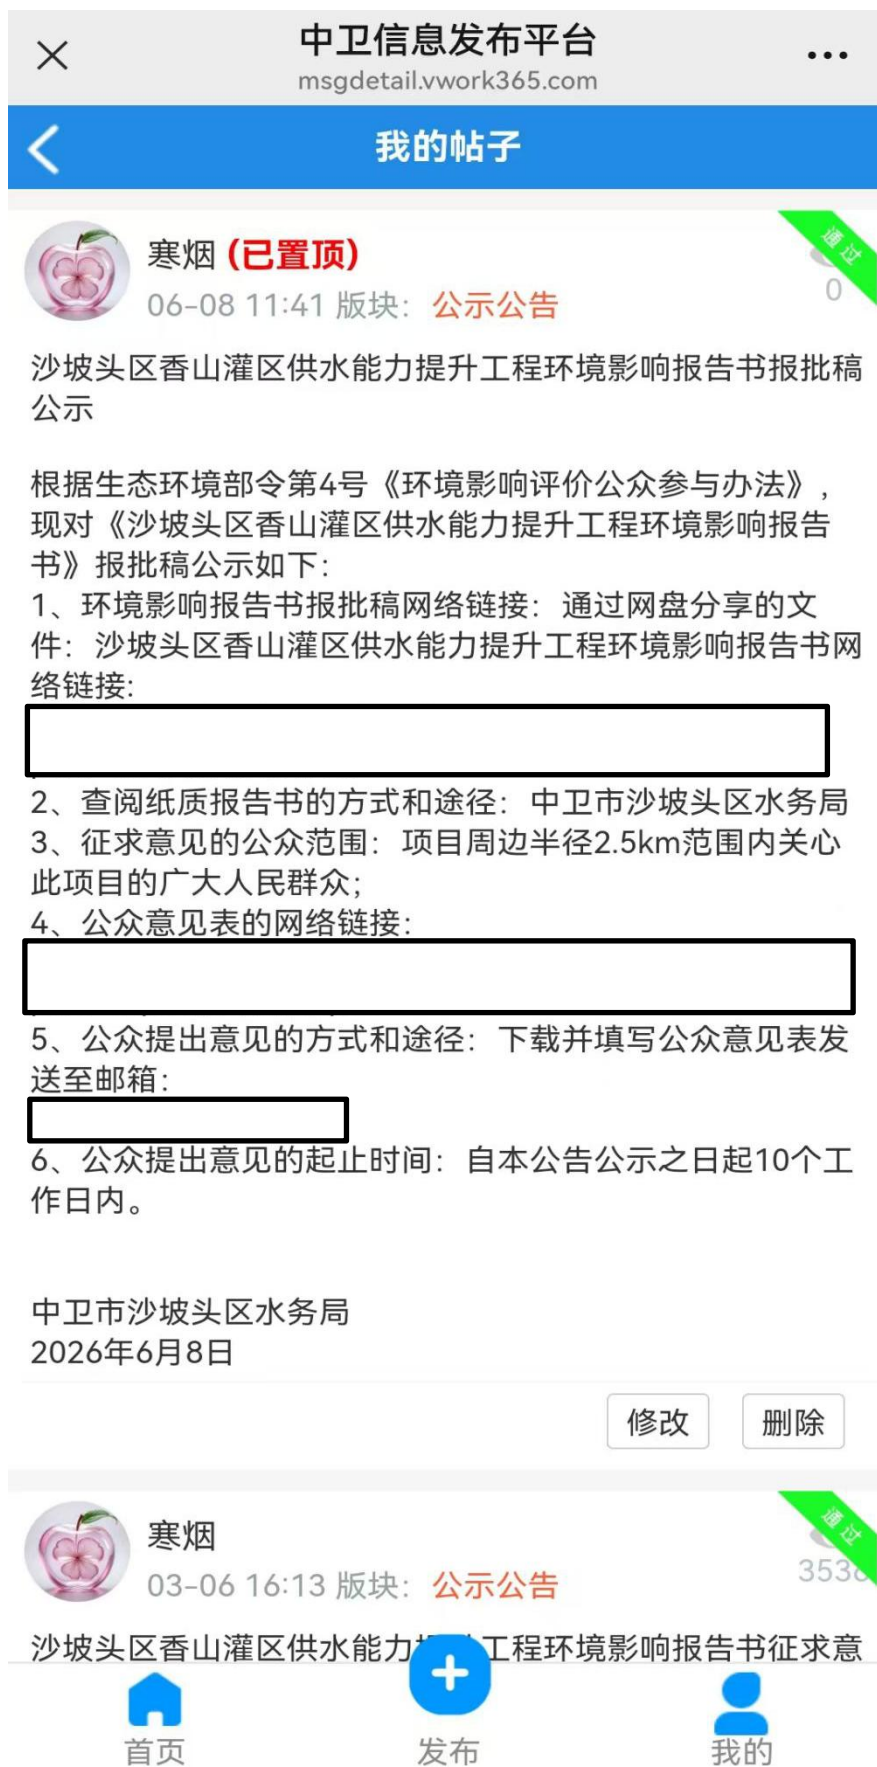 中卫信息发布平台
msgdetail.vwork365.com
我的帖子
寒烟 (已置顶)
通过
0
06-08 11:41 版块： 公示公告
沙坡头区香山灌区供水能力提升工程环境影响报告书报批稿
公示
根据生态环境部令第4号《环境影响评价公众参与办法》，
现对《沙坡头区香山灌区供水能力提升工程环境影响报告
书》报批稿公示如下：
1、环境影响报告书报批稿网络链接：通过网盘分享的文
件：沙坡头区香山灌区供水能力提升工程环境影响报告书网
络链接:
2、查阅纸质报告书的方式和途径：中卫市沙坡头区水务局
3、征求意见的公众范围：项目周边半径2.5km范围内关心
此项目的广大人民群众;
4、公众意见表的网络链接：
5、公众提出意见的方式和途径：下载并填写公众意见表发
送至邮箱：
6、公众提出意见的起止时间：自本公告公示之日起10个工
作日内。
中卫市沙坡头区水务局
2026年6月8日
修改
删除
寒烟
通过
03-06 16:13 版块： 公示公告
沙坡头区香山灌区供水能力 工程环境影响报告书征求意
首页
发布
我的